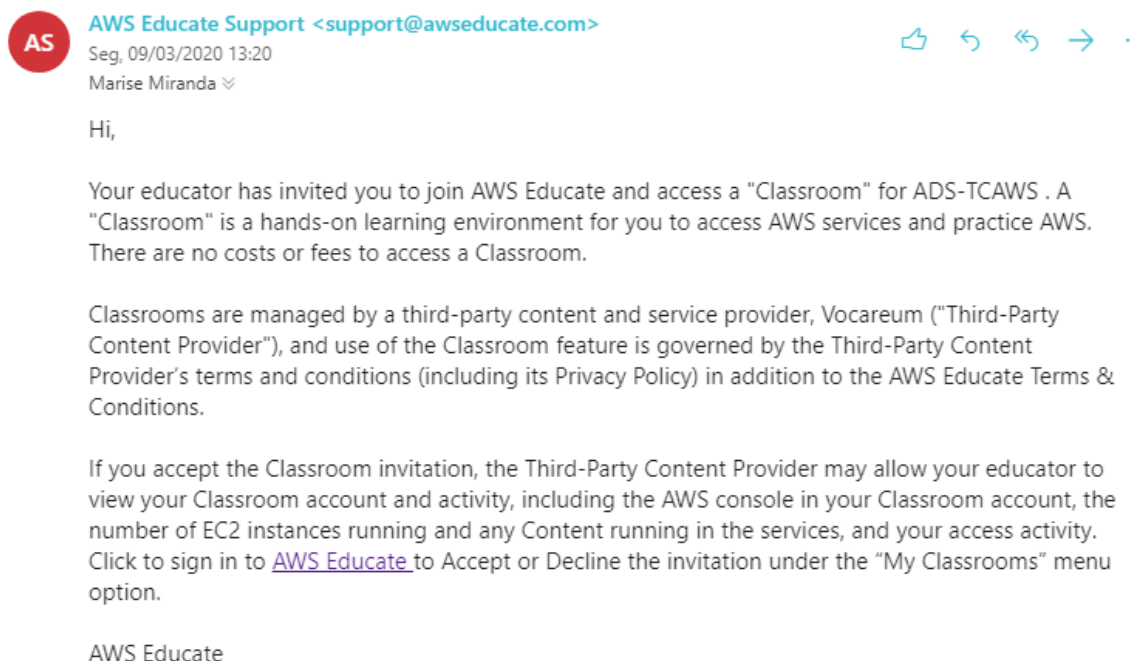 AS
AWS Educate Support <support@awseducate.com>
Seg, 09/03/2020 13:20
Marise Miranda
Hi,
Your educator has invited you to join AWS Educate and access a "Classroom" for ADS-TCAWS . A
"Classroom" is a hands-on learning environment for you to access AWS services and practice AWS.
There are no costs or fees to access a Classroom.
Classrooms are managed by a third-party content and service provider, Vocareum ("Third-Party
Content Provider"), and use of the Classroom feature is governed by the Third-Party Content
Provider’s terms and conditions (including its Privacy Policy) in addition to the AWS Educate Terms &
Conditions.
If you accept the Classroom invitation, the Third-Party Content Provider may allow your educator to
view your Classroom account and activity, including the AWS console in your Classroom account, the
number of EC2 instances running and any Content running in the services, and your access activity.
Click to sign in to AWS Educate to Accept or Decline the invitation under the “My Classrooms” menu
option.
AWS Educate